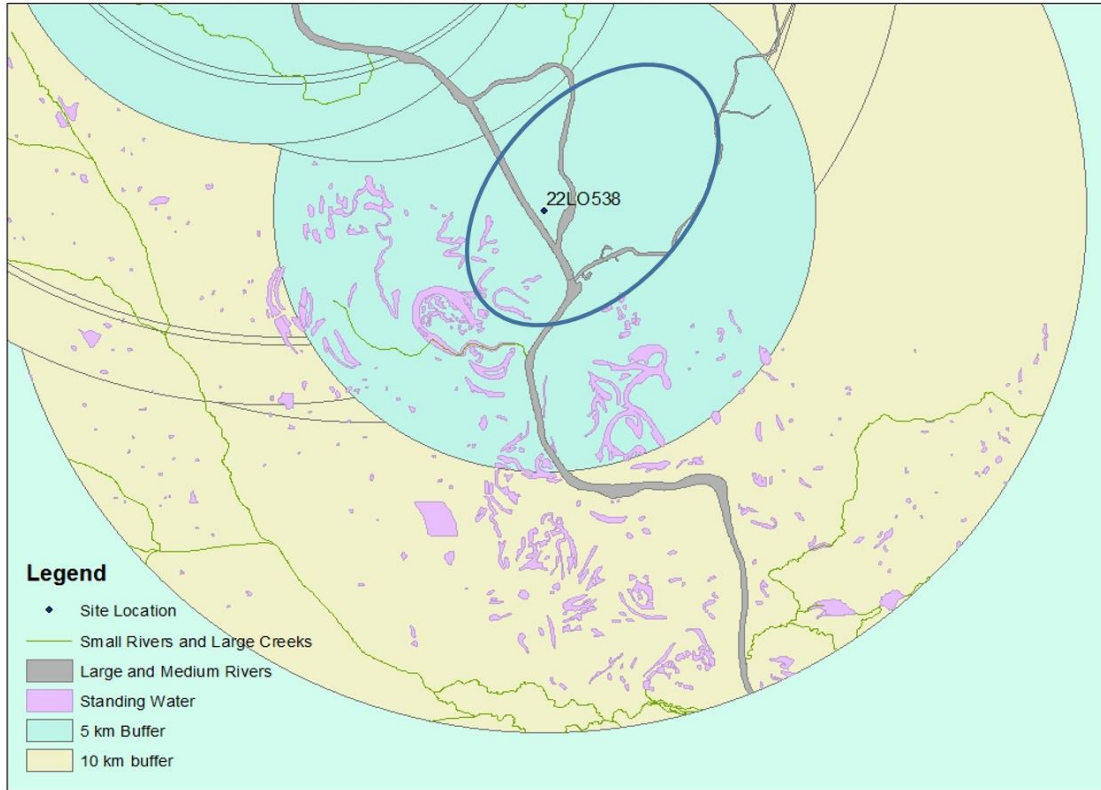 22LO538
Legend
Site Location
Small Rivers and Large Creeks
Large and Medium Rivers
Standing Water
5 km Buffer
10 km buffer